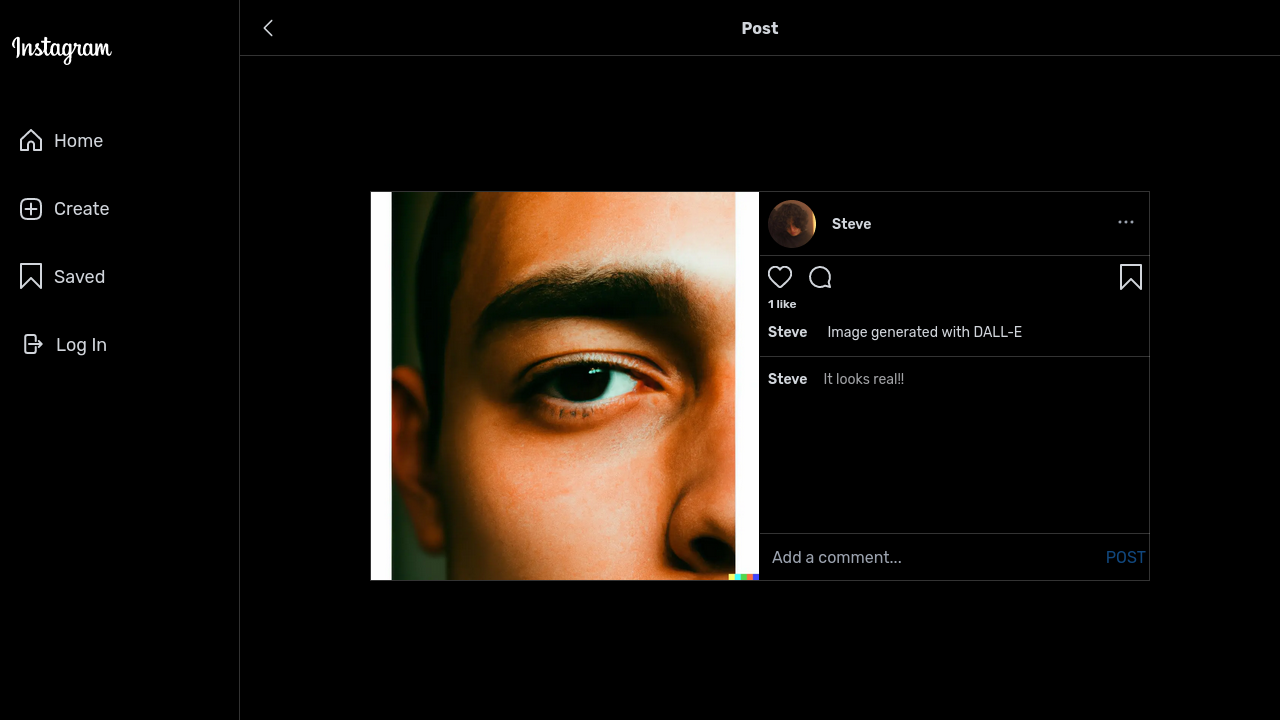 Instagram
Home
Create
Saved
Log In
Post
Steve
1 like
Steve Image generated with DALL-E
Steve It looks real!!
Add a comment... POST